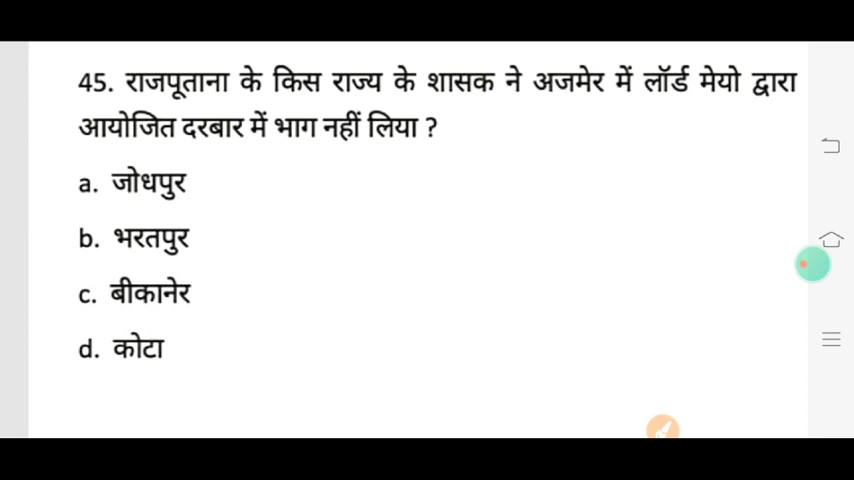 45. राजपूताना के किस राज्य के शासक ने अजमेर में लॉर्ड मेयो द्वारा
आयोजित दरबार में भाग नहीं लिया ?
a. जोधपुर
b. भरतपुर
c. बीकानेर
d. कोटा